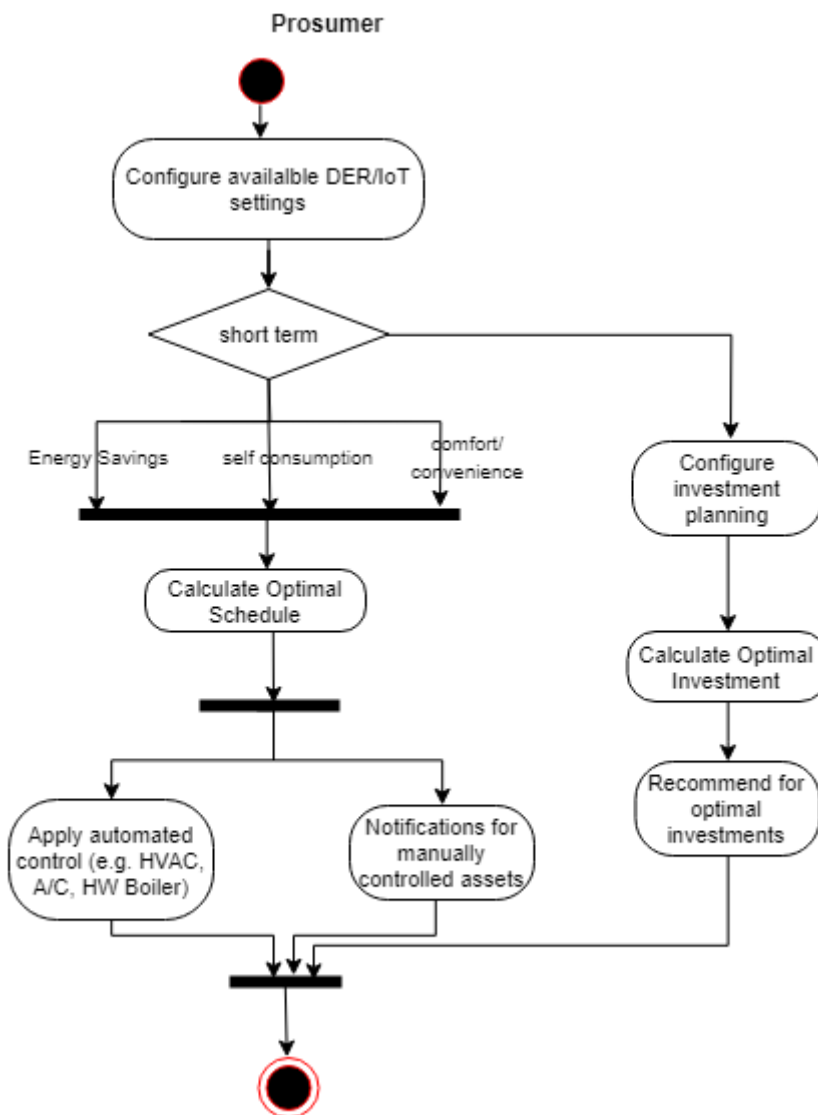 Prosumer
Configure availalble DER/IoT
settings
short term
Energy Savings
self consumption
comfort/
convenience
Configure
investment
planning
Calculate Optimal
Schedule
Calculate Optimal
Investment
Apply automated
control (e.g. HVAC,
A/C, HW Boiler)
Notifications for
manually
controlled assets
Recommend for
optimal
investments